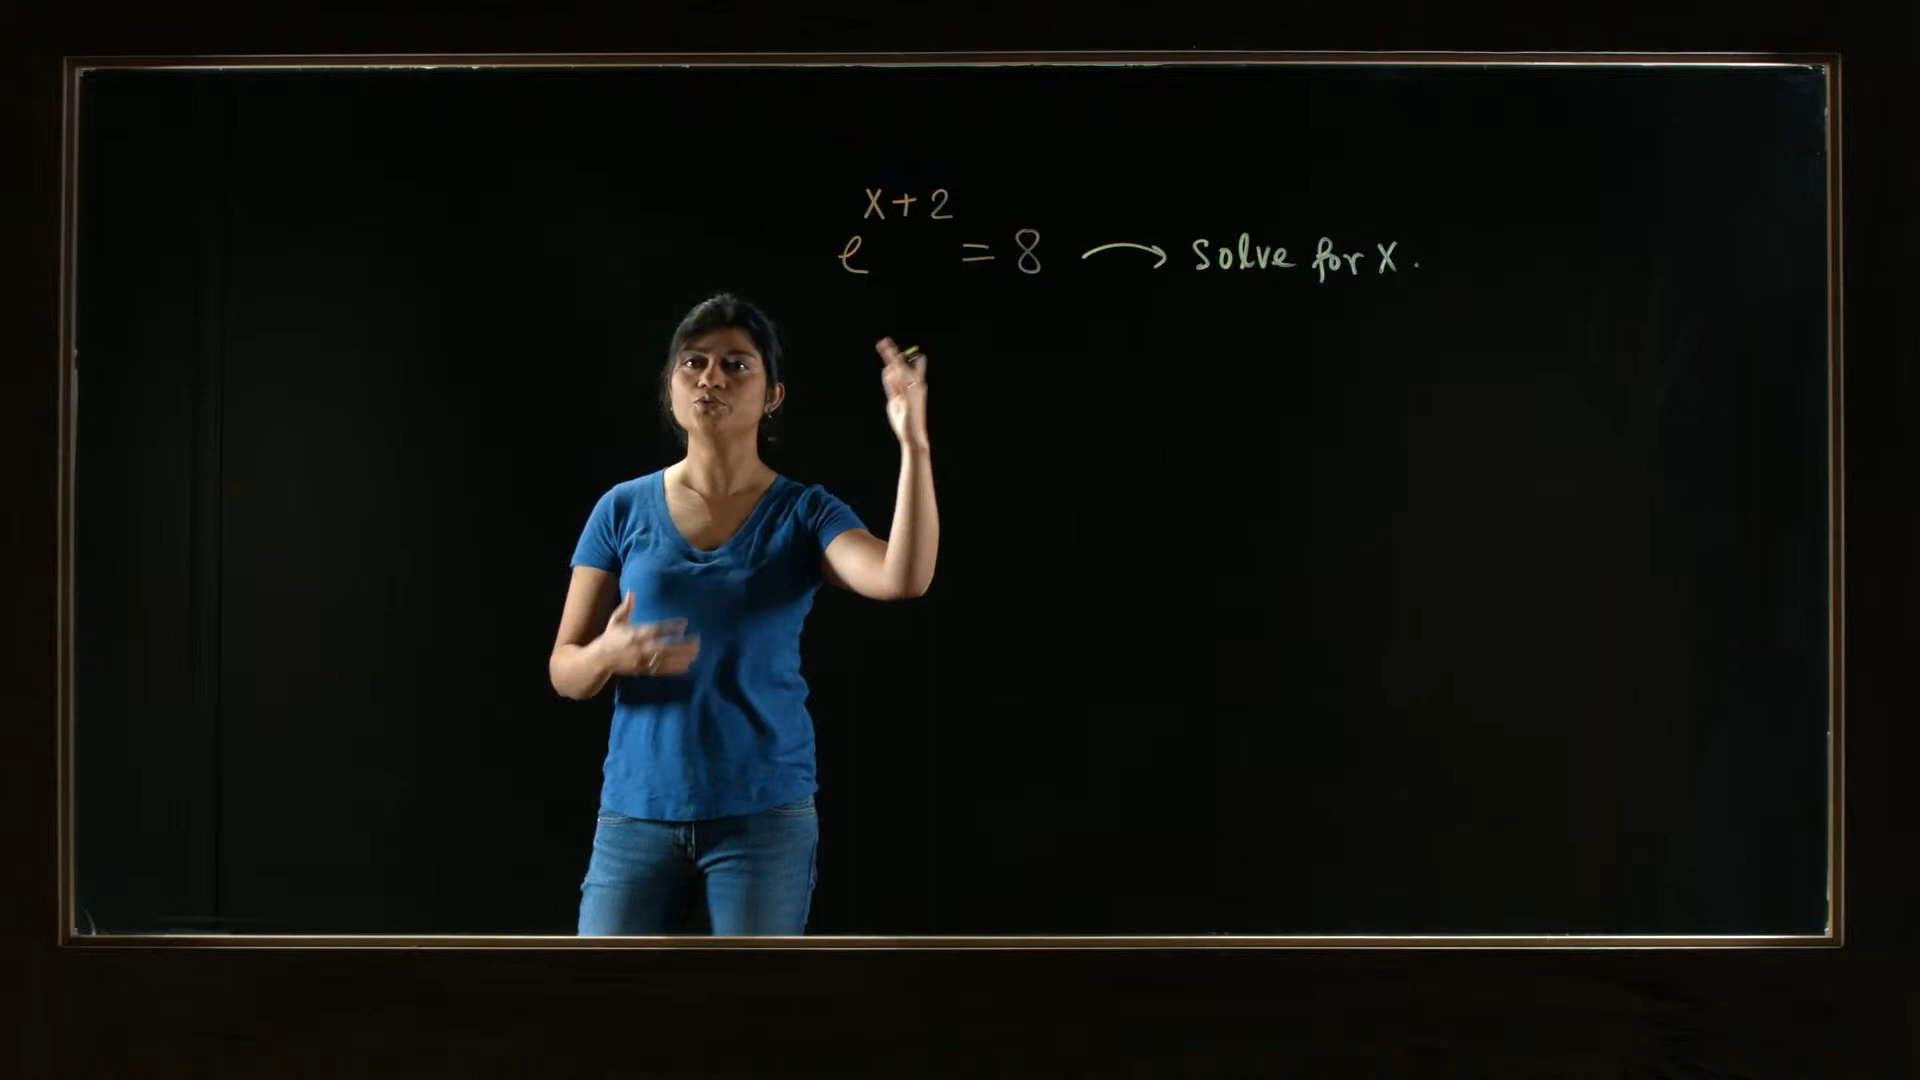 e^{x+2} = 8 → solve for x.